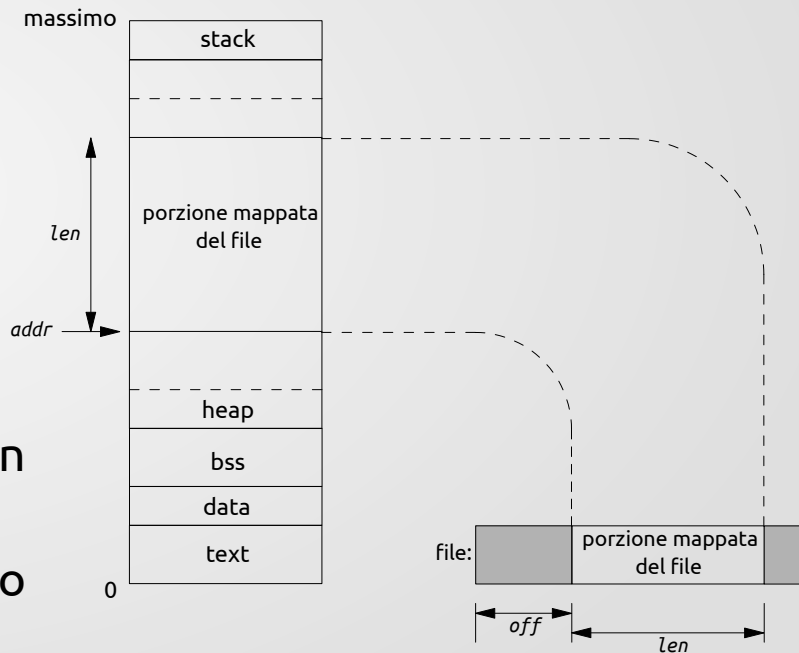 massimo
stack
porzione mappata
del file
len
addr
heap
n
bss
data
text
file:
porzione mappata
del file
o
0
off
len